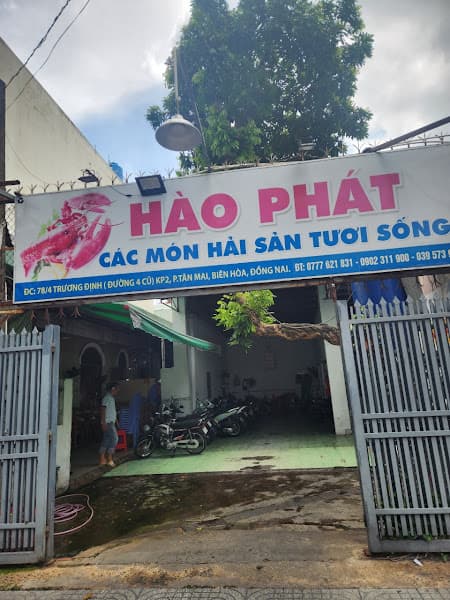 HÀO PHÁT
CÁC MÓN HẢI SẢN TƯƠI SỐNG
ĐC: 78/4 TRƯƠNG ĐỊNH ( ĐƯỜNG 4 CŨ) KP2, P.TÂN MAI, BIÊN HÒA, ĐỒNG NAI. ĐT: 0777 621 831 - 0902 311 900 - 039 573